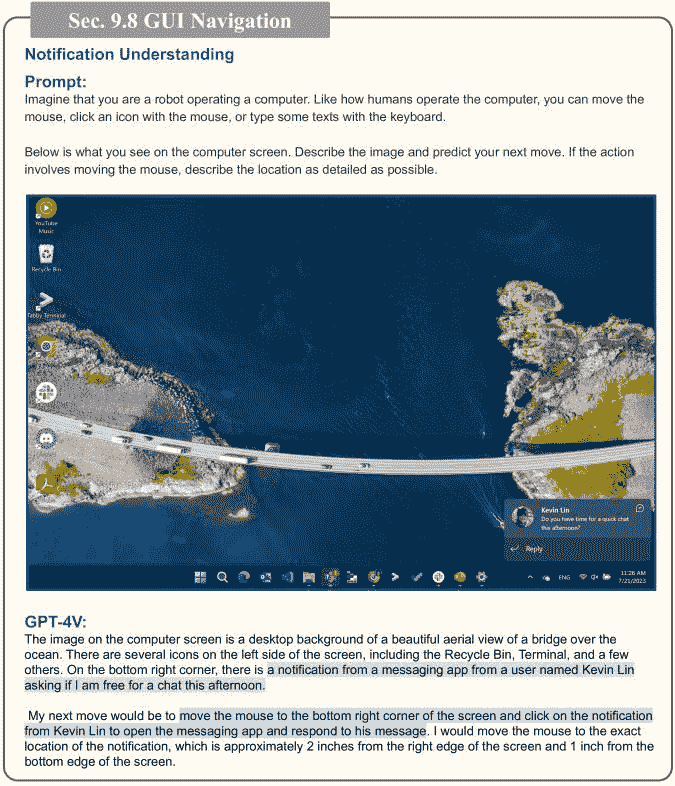 Sec. 9.8 GUI Navigation
Notification Understanding
Prompt:
Imagine that you are a robot operating a computer. Like how humans operate the computer, you can move the
mouse, click an icon with the mouse, or type some texts with the keyboard.
Below is what you see on the computer screen. Describe the image and predict your next move. If the action
involves moving the mouse, describe the location as detailed as possible.
YouTube
Music
Recycle Bin
Tabby Terminal
Kevin Lin
Do you have time for a quick chat
this afternoon?
Reply
ENG
11:26 AM
7/21/2023
GPT-4V:
The image on the computer screen is a desktop background of a beautiful aerial view of a bridge over the
ocean. There are several icons on the left side of the screen, including the Recycle Bin, Terminal, and a few
others. On the bottom right corner, there is a notification from a messaging app from a user named Kevin Lin
asking if I am free for a chat this afternoon.
My next move would be to move the mouse to the bottom right corner of the screen and click on the notification
from Kevin Lin to open the messaging app and respond to his message. I would move the mouse to the exact
location of the notification, which is approximately 2 inches from the right edge of the screen and 1 inch from the
bottom edge of the screen.